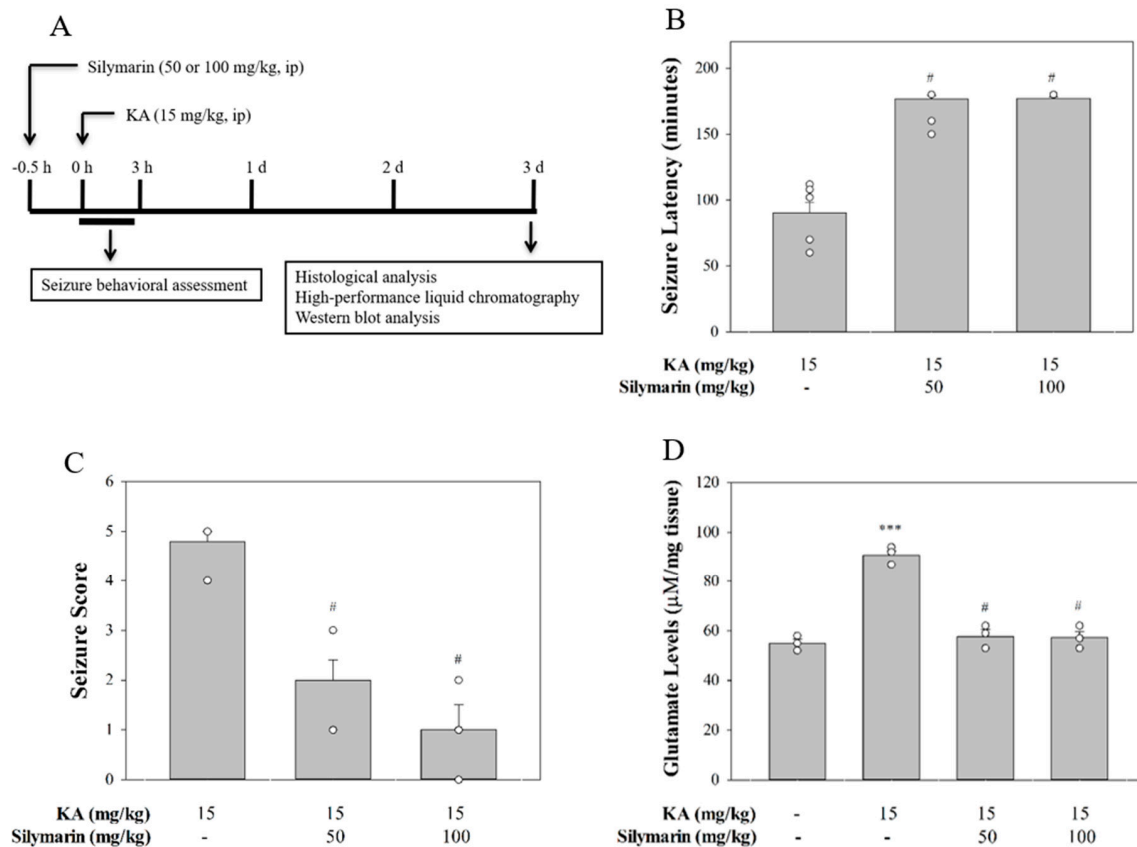 A
Silymarin (50 or 100 mg/kg, ip)
KA (15 mg/kg, ip)
-0.5 h 0 h 3 h 1 d 2 d 3 d
Seizure behavioral assessment
Histological analysis
High-performance liquid chromatography
Western blot analysis
B
Seizure Latency (minutes)
200
150
100
50
0
# #
KA (mg/kg) 15 15 15
Silymarin (mg/kg) - 50 100
C
Seizure Score
6
5
4
3
2
1
0
#
#
KA (mg/kg) 15 15 15
Silymarin (mg/kg) - 50 100
D
Glutamate Levels (µM/mg tissue)
120
100
80
60
40
20
0
***
# #
KA (mg/kg) - 15 15 15
Silymarin (mg/kg) - - 50 100